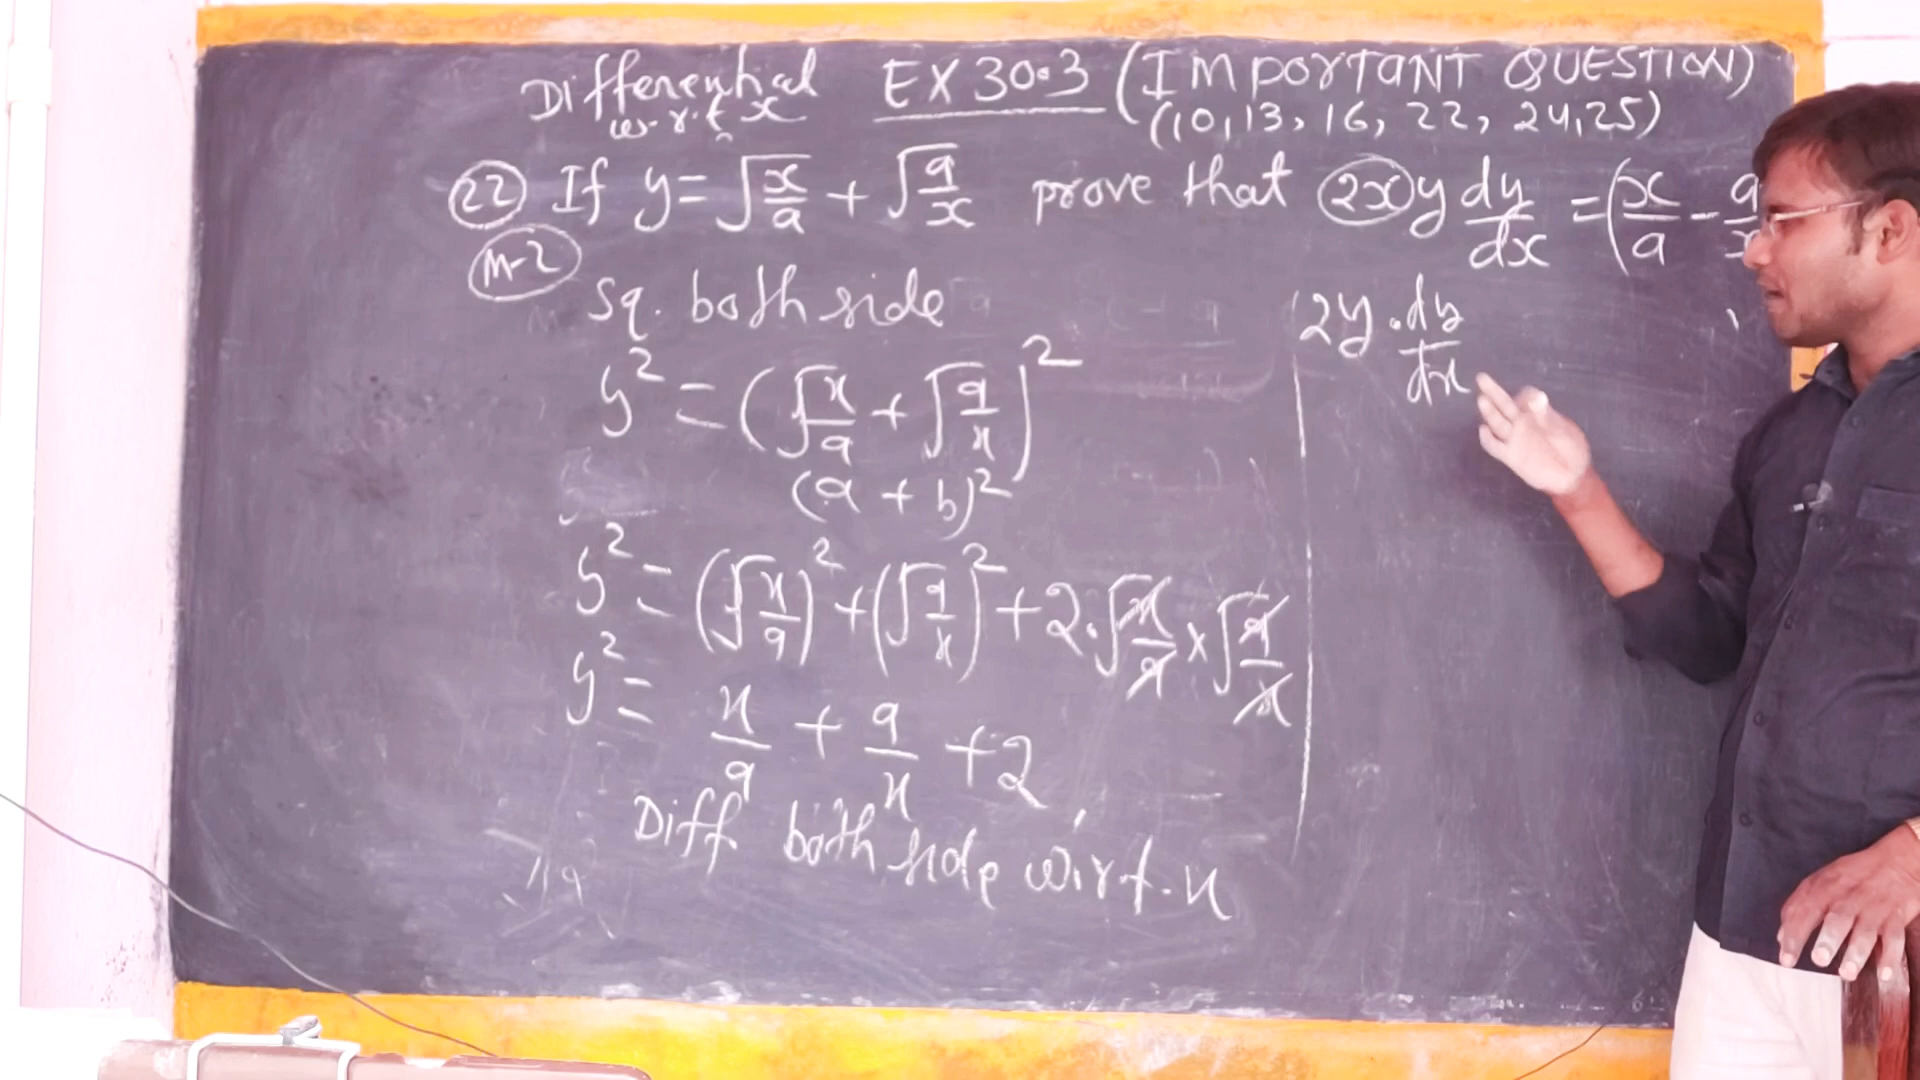 Differential EX 30.3 (IMPORTANT QUESTION)
w.r.t x (10, 13, 16, 22, 24, 25)
(22) If y = √(x/a) + √(a/x) prove that 2xy dy/dx = (x/a - a/x
M-2
Sq. both side
y² = (√(x/a) + √(a/x))²
(a + b)²
y² = (√(x/a))² + (√(a/x))² + 2.√(x/a) × √(a/x)
y² = x/a + a/x + 2
Diff both side w.r.t. x
2y . dy/dx